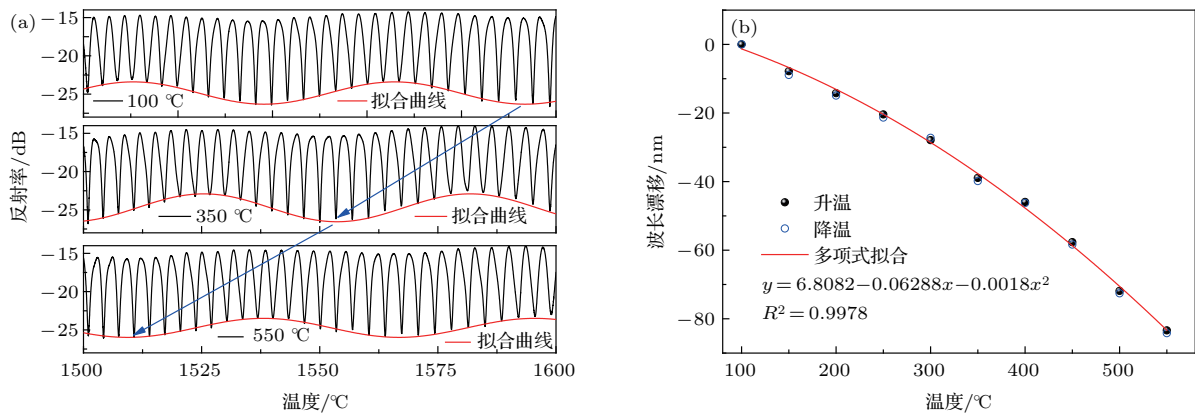 (a)
−15
−20
−25
100 ℃
拟合曲线
−15
−20
−25
350 ℃
拟合曲线
−15
−20
−25
550 ℃
拟合曲线
1500 1525 1550 1575 1600
温度/℃
反射率/dB
(b)
0
−20
−40
−60
−80
升温
降温
多项式拟合
y = 6.8082−0.06288x−0.0018x²
R² = 0.9978
100 200 300 400 500
温度/℃
波长漂移/nm